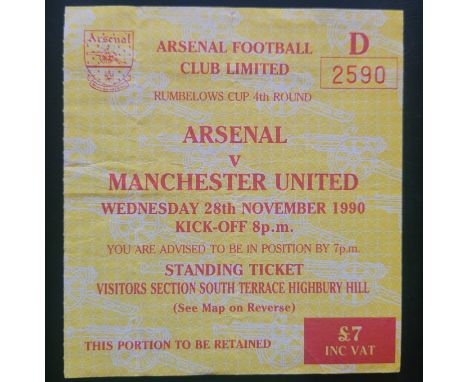 Arsenal
ARSENAL FOOTBALL
CLUB LIMITED
D
2590
RUMBELOWS CUP 4th ROUND
ARSENAL
v
MANCHESTER UNITED
WEDNESDAY 28th NOVEMBER 1990
KICK-OFF 8p.m.
YOU ARE ADVISED TO BE IN POSITION BY 7p.m.
STANDING TICKET
VISITORS SECTION SOUTH TERRACE HIGHBURY HILL
(See Map on Reverse)
THIS PORTION TO BE RETAINED
£7
INC VAT